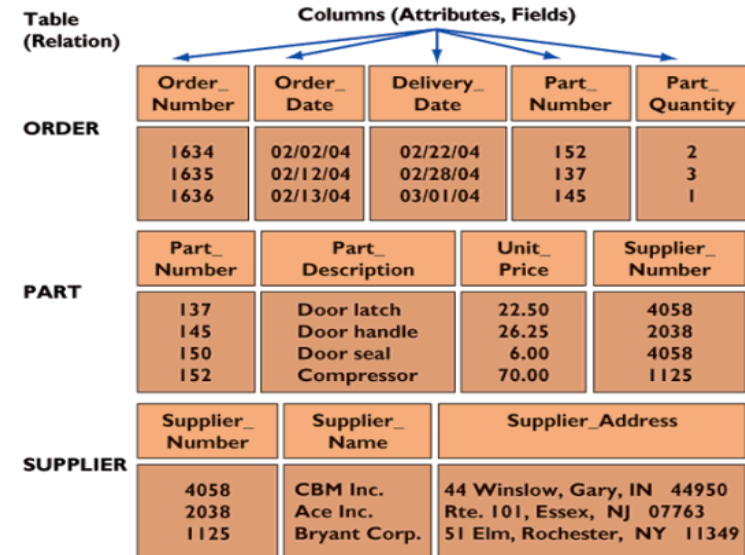 Table
(Relation)
Columns (Attributes, Fields)
Order_
Number
Order_
Date
Delivery_
Date
Part_
Number
Part_
Quantity
ORDER
1634 02/02/04 02/22/04 152 2
1635 02/12/04 02/28/04 137 3
1636 02/13/04 03/01/04 145 1
Part_
Number
Part_
Description
Unit_
Price
Supplier_
Number
PART
137 Door latch 22.50 4058
145 Door handle 26.25 2038
150 Door seal 6.00 4058
152 Compressor 70.00 1125
Supplier_
Number
Supplier_
Name
Supplier_Address
SUPPLIER
4058 CBM Inc. 44 Winslow, Gary, IN 44950
2038 Ace Inc. Rte. 101, Essex, NJ 07763
1125 Bryant Corp. 51 Elm, Rochester, NY 11349